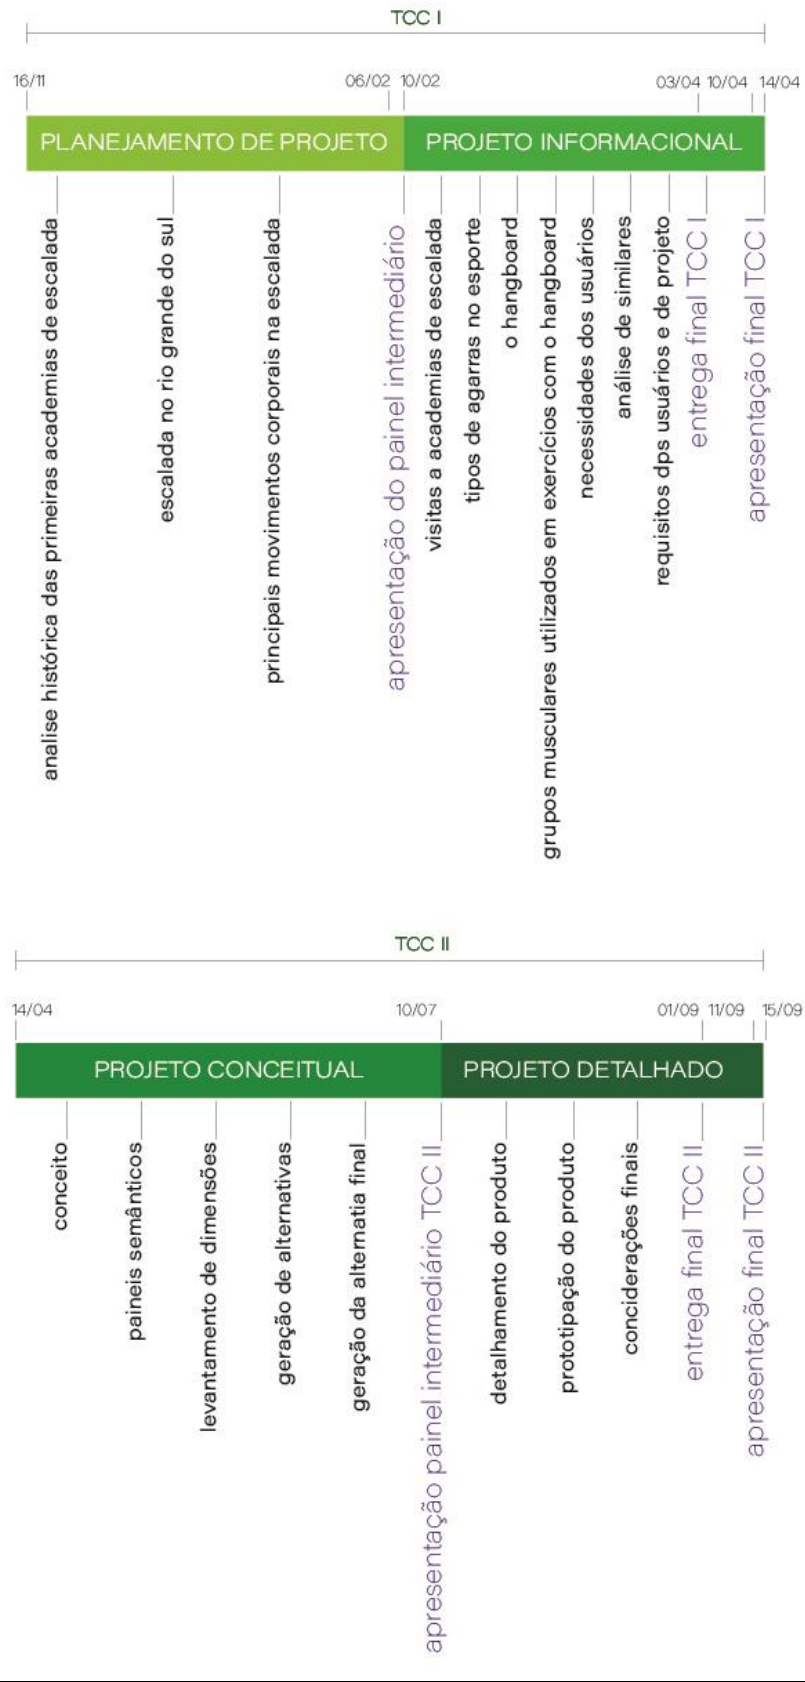 TCC I
16/11
06/02
10/02
03/04
10/04
14/04
PLANEJAMENTO DE PROJETO
PROJETO INFORMACIONAL
analise histórica das primeiras academias de escalada
escalada no rio grande do sul
principais movimentos corporais na escalada
apresentação do painel intermediário
visitas a academias de escalada
tipos de agarras no esporte
o hangboard
grupos musculares utilizados em exercícios com o hangboard
necessidades dos usuários
análise de similares
requisitos dps usuários e de projeto
entrega final TCC I
apresentação final TCC I
TCC II
14/04
10/07
01/09
11/09
15/09
PROJETO CONCEITUAL
PROJETO DETALHADO
conceito
paineis semânticos
levantamento de dimensões
geração de alternativas
geração da alternatia final
apresentação painel intermediário TCC II
detalhamento do produto
prototipação do produto
conciderações finais
entrega final TCC II
apresentação final TCC II